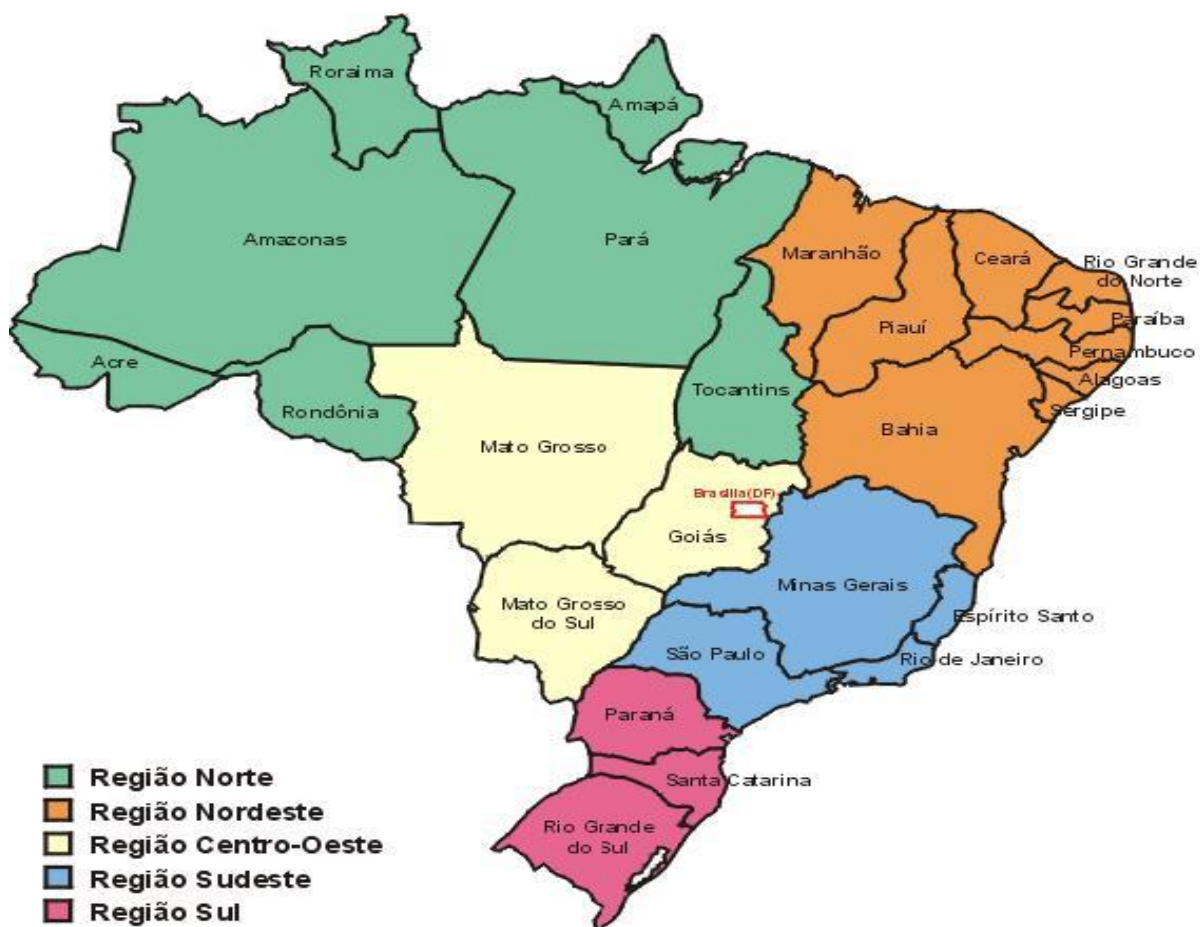 Roraima
Amapá
Amazonas
Pará
Maranhão
Ceará
Rio Grande
do Norte
Piauí
Paraíba
Pernambuco
Acre
Alagoas
Tocantins
Rondônia
Sergipe
Bahia
Mato Grosso
Brasília(DF)
Goiás
Minas Gerais
Mato Grosso
do Sul
Espírito Santo
São Paulo
Rio de Janeiro
Paraná
Santa Catarina
Rio Grande
do Sul
Região Norte
Região Nordeste
Região Centro-Oeste
Região Sudeste
Região Sul